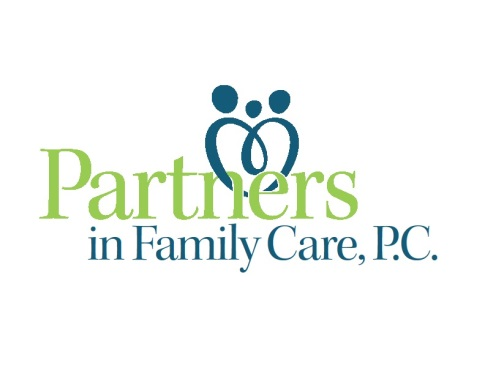 Partners
in Family Care, P.C.